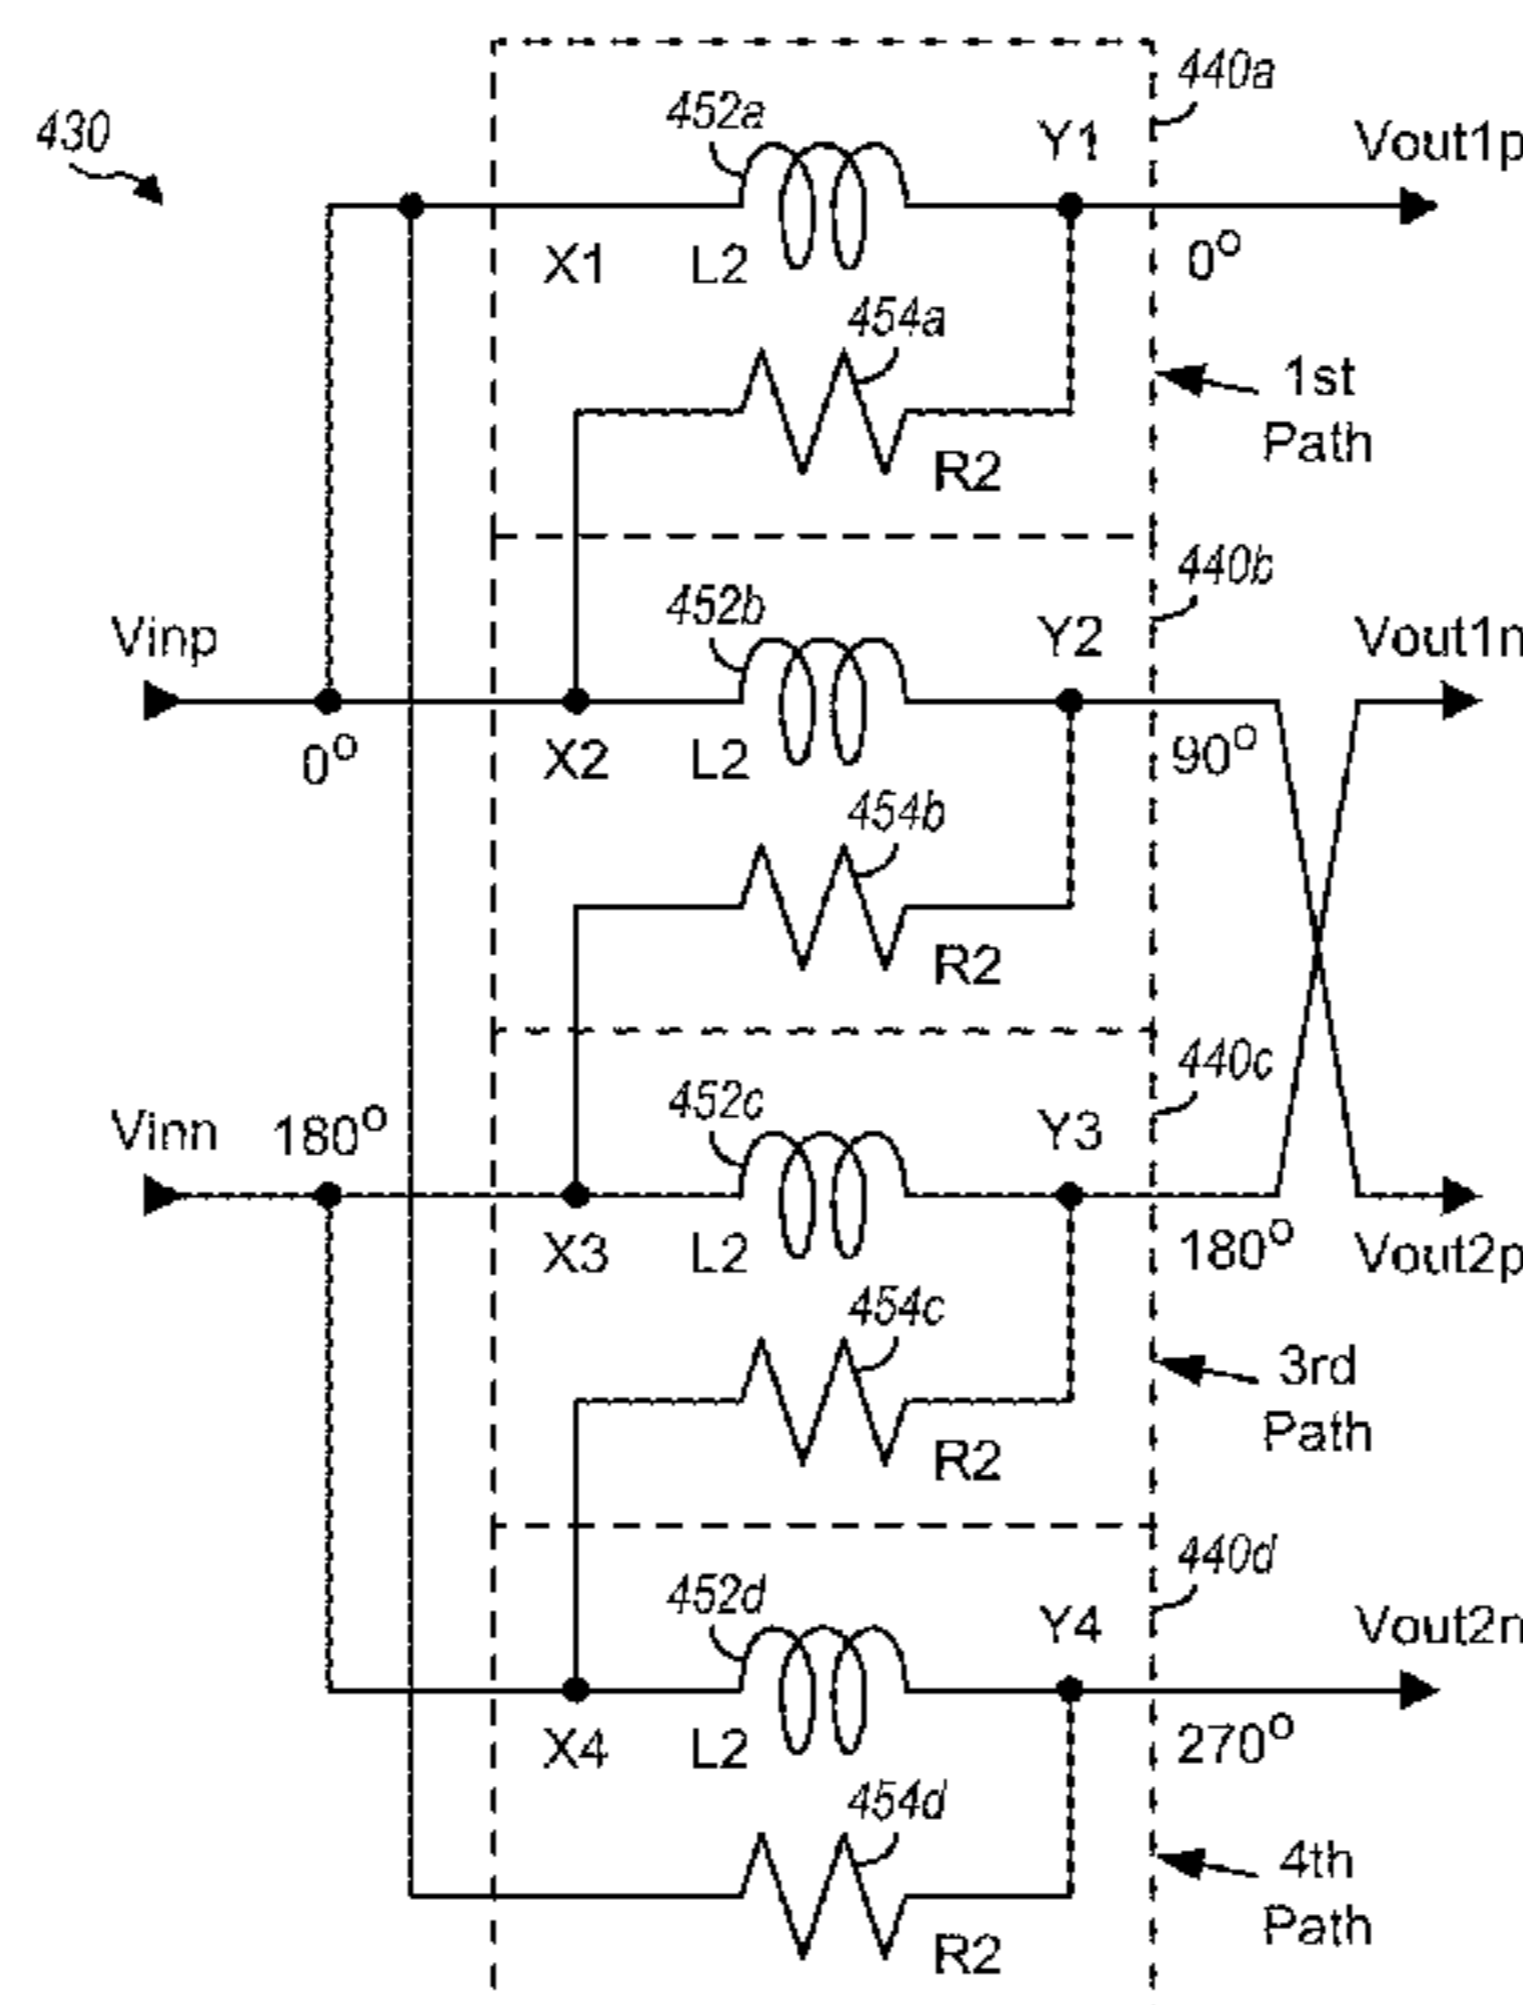 430
440a
452a
Y1
Vout1p
X1
L2
0°
454a
1st
Path
R2
440b
452b
Y2
Vout1n
Vinp
0°
X2
L2
90°
454b
R2
440c
452c
Y3
Vinn
180°
X3
L2
180°
Vout2p
454c
3rd
Path
R2
440d
452d
Y4
Vout2n
X4
L2
270°
454d
4th
Path
R2